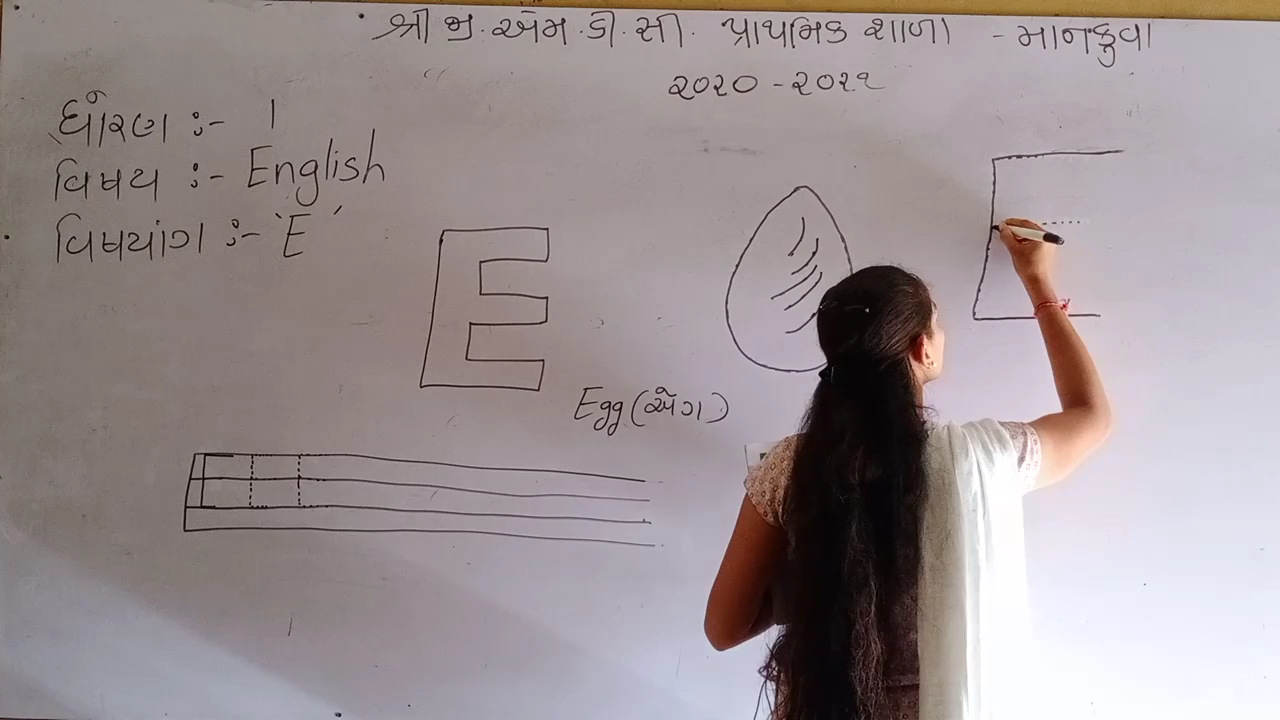 શ્રી જી.એમ.ડી.સી. પ્રાથમિક શાળા - માનકુવા
૨૦૨૦ - ૨૦૨૧
ધોરણ :- 1
વિષય :- English
વિષયાંગ :- 'E'
E
Egg (એગ)
E